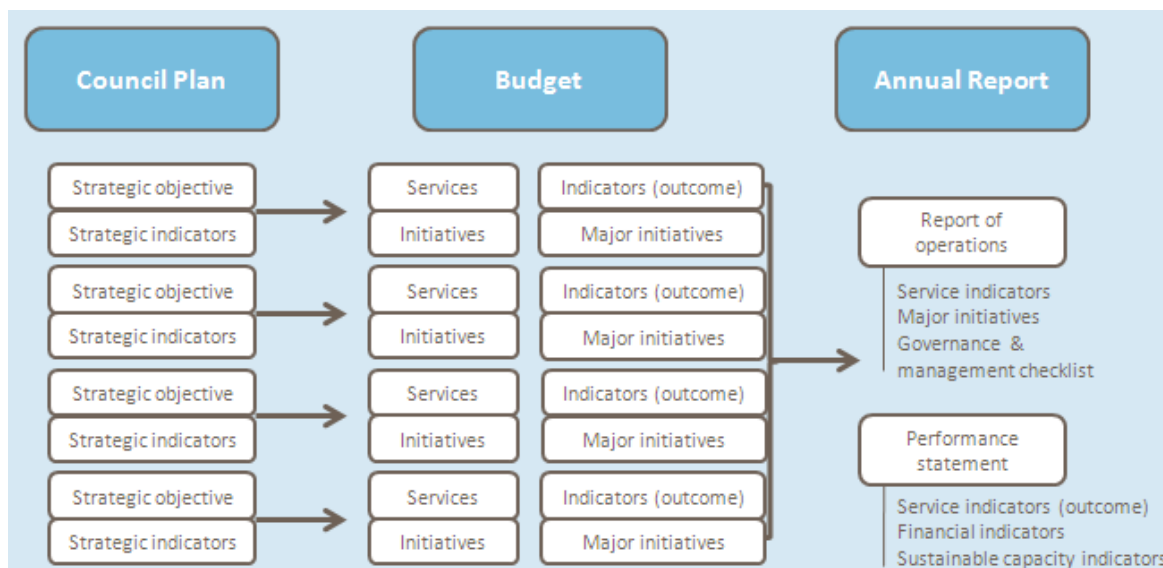 Council Plan
Budget
Annual Report
Strategic objective
Strategic indicators
Services
Initiatives
Indicators (outcome)
Major initiatives
Strategic objective
Strategic indicators
Services
Initiatives
Indicators (outcome)
Major initiatives
Strategic objective
Strategic indicators
Services
Initiatives
Indicators (outcome)
Major initiatives
Strategic objective
Strategic indicators
Services
Initiatives
Indicators (outcome)
Major initiatives
Report of
operations
Service indicators
Major initiatives
Governance &
management checklist
Performance
statement
Service indicators (outcome)
Financial indicators
Sustainable capacity indicators